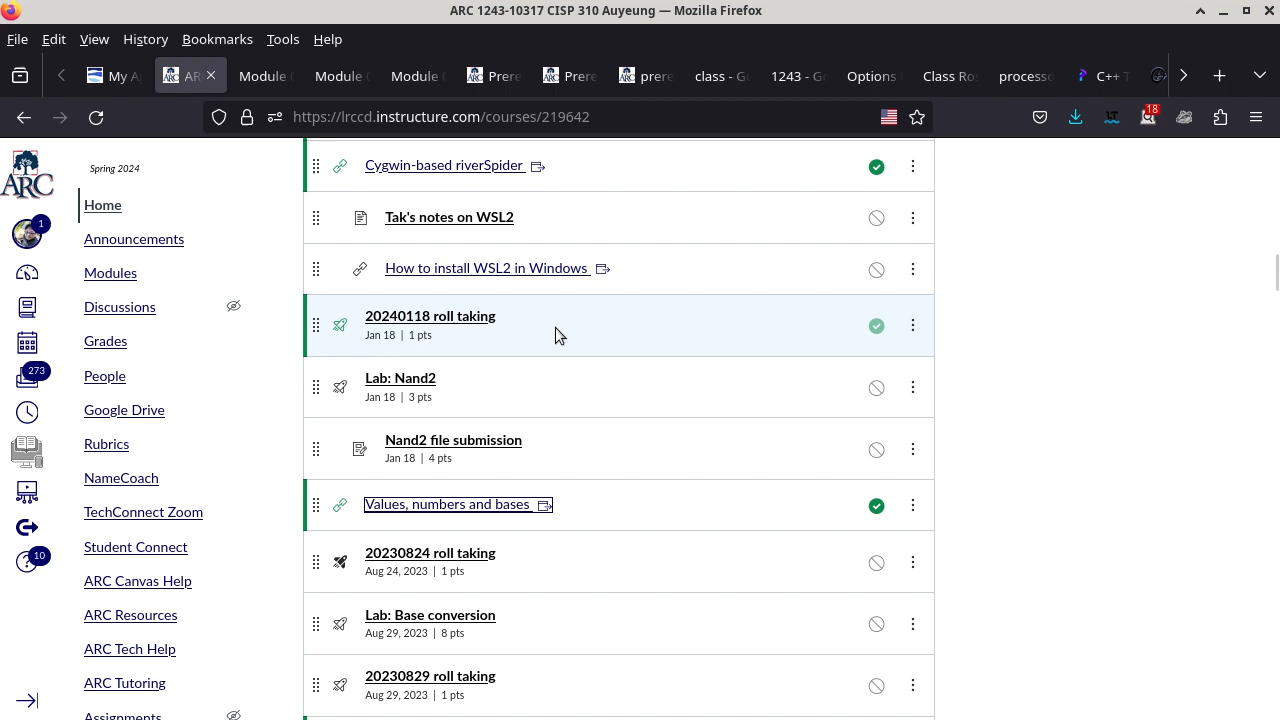 ARC 1243-10317 CISP 310 Auyeung — Mozilla Firefox
File Edit View History Bookmarks Tools Help
My A AR Module Module Module Prere Prere prere class - Go 1243 - G Options Class Ros processo C++ T
https://lrccd.instructure.com/courses/219642
18
ARC
Spring 2024
1
273
10
Home
Announcements
Modules
Discussions
Grades
People
Google Drive
Rubrics
NameCoach
TechConnect Zoom
Student Connect
ARC Canvas Help
ARC Resources
ARC Tech Help
ARC Tutoring
Assignments
Cygwin-based riverSpider
Tak's notes on WSL2
How to install WSL2 in Windows
20240118 roll taking
Jan 18 | 1 pts
Lab: Nand2
Jan 18 | 3 pts
Nand2 file submission
Jan 18 | 4 pts
Values, numbers and bases
20230824 roll taking
Aug 24, 2023 | 1 pts
Lab: Base conversion
Aug 29, 2023 | 8 pts
20230829 roll taking
Aug 29, 2023 | 1 pts